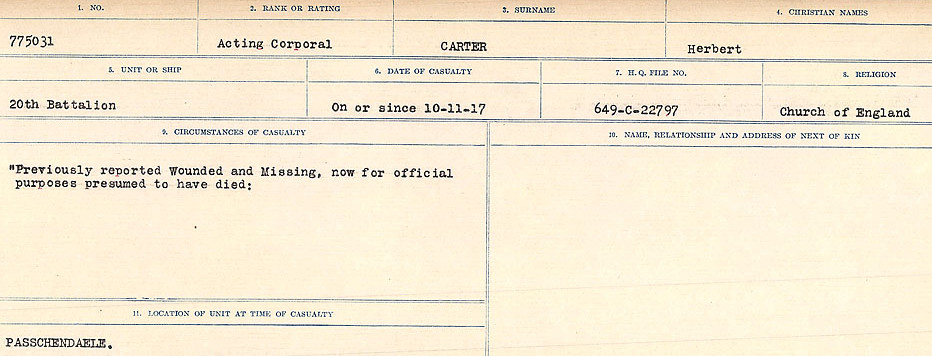 1. NO.
2. RANK OR RATING
3. SURNAME
4. CHRISTIAN NAMES
775031
Acting Corporal
CARTER
Herbert
5. UNIT OR SHIP
6. DATE OF CASUALTY
7. H.Q. FILE NO.
8. RELIGION
20th Battalion
On or since 10-11-17
649-C-22797
Church of England
9. CIRCUMSTANCES OF CASUALTY
10. NAME, RELATIONSHIP AND ADDRESS OF NEXT OF KIN
"Previously reported Wounded and Missing, now for official
purposes presumed to have died:
11. LOCATION OF UNIT AT TIME OF CASUALTY
PASSCHENDAELE.